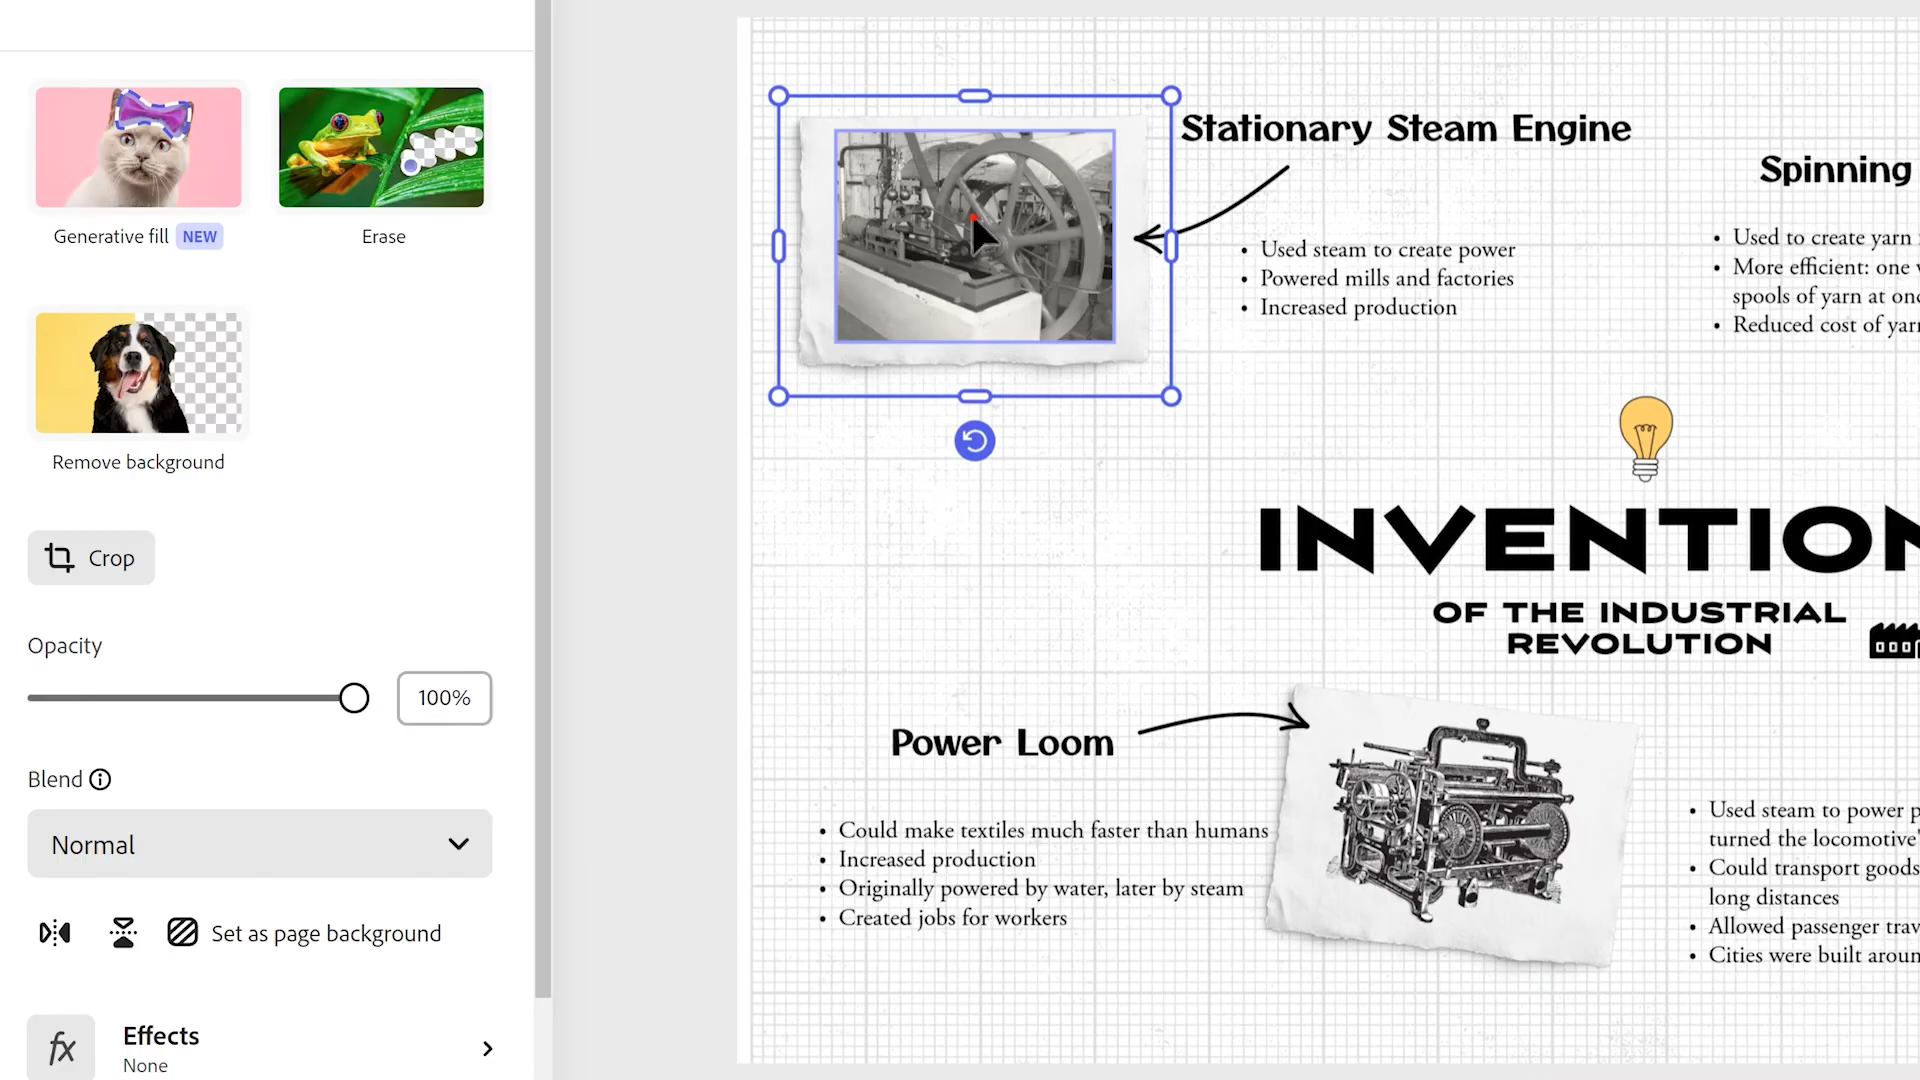 Generative fill NEW
Erase
Remove background
Crop
Opacity
100%
Blend
Normal
Set as page background
fx
Effects
None
Stationary Steam Engine
• Used steam to create power
• Powered mills and factories
• Increased production
Spinning
• Used to create yarn
• More efficient: one
spools of yarn at
• Reduced cost of
INVENTION
OF THE INDUSTRIAL
REVOLUTION
Power Loom
• Could make textiles much faster than humans
• Increased production
• Originally powered by water, later by steam
• Created jobs for workers
• Used steam to power
turned the locomotive'
• Could transport goods
long distances
• Allowed passenger
• Cities were built